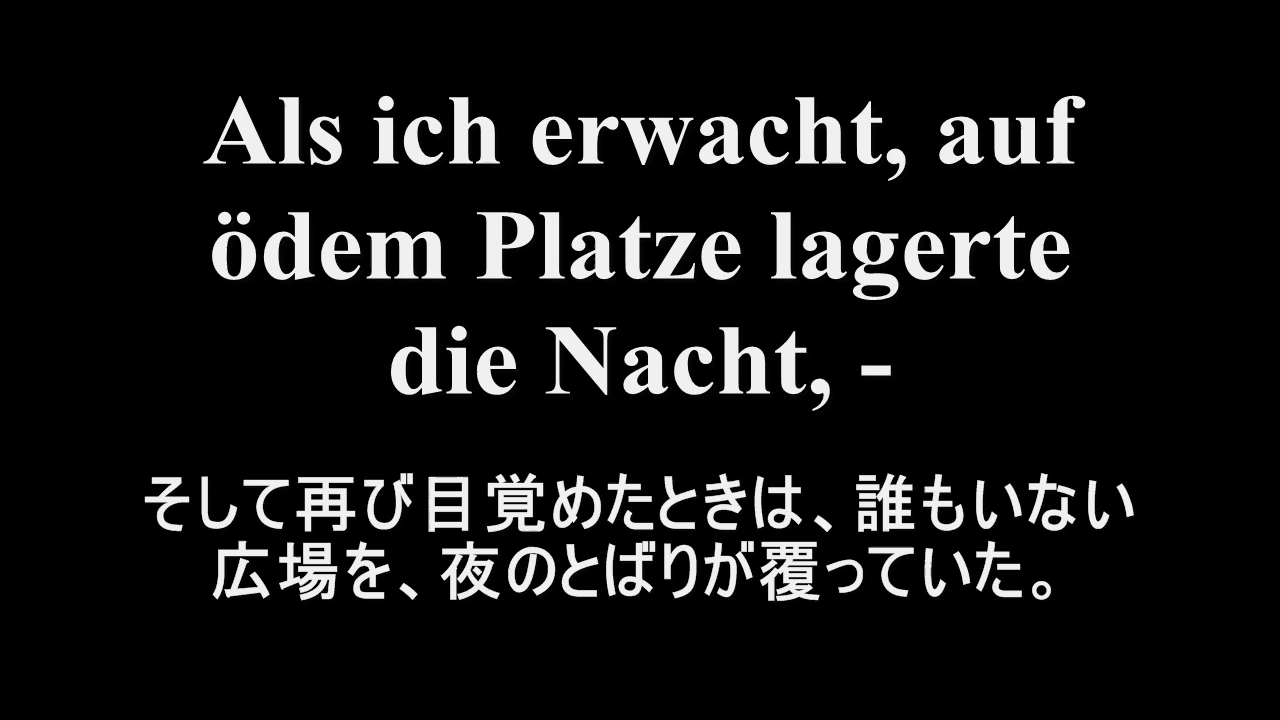 Als ich erwacht, auf
ödem Platze lagerte
die Nacht, -
そして再び目覚めたときは、誰もいない
広場を、夜のとばりが覆っていた。